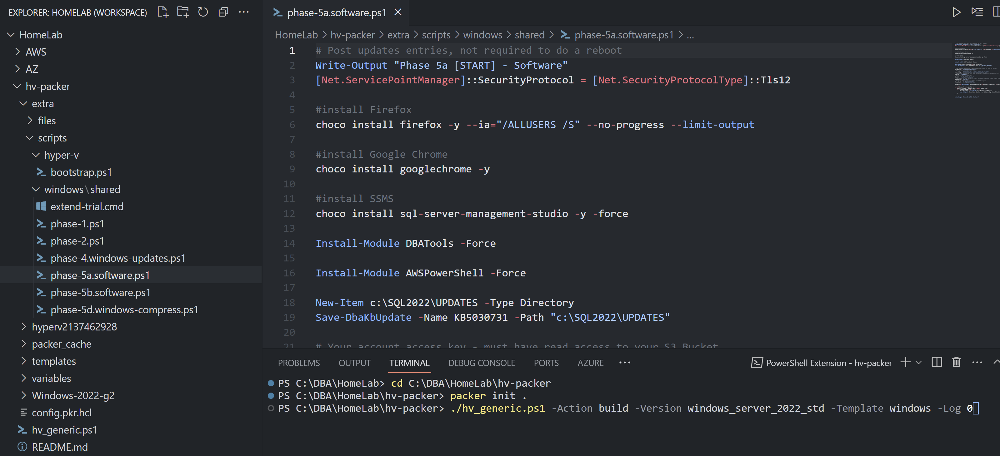 EXPLORER: HOMELAB (WORKSPACE)
HomeLab
AWS
AZ
hv-packer
extra
files
scripts
hyper-v
bootstrap.ps1
windows\shared
extend-trial.cmd
phase-1.ps1
phase-2.ps1
phase-4.windows-updates.ps1
phase-5a.software.ps1
phase-5b.software.ps1
phase-5d.windows-compress.ps1
hyperv2137462928
packer_cache
templates
variables
Windows-2022-g2
config.pkr.hcl
hv_generic.ps1
README.md
phase-5a.software.ps1
HomeLab > hv-packer > extra > scripts > windows > shared > phase-5a.software.ps1 > ...
1 # Post updates entries, not required to do a reboot
2 Write-Output "Phase 5a [START] - Software"
3 [Net.ServicePointManager]::SecurityProtocol = [Net.SecurityProtocolType]::Tls12
4
5 #install Firefox
6 choco install firefox -y --ia="/ALLUSERS /S" --no-progress --limit-output
7
8 #install Google Chrome
9 choco install googlechrome -y
10
11 #install SSMS
12 choco install sql-server-management-studio -y -force
13
14 Install-Module DBATools -Force
15
16 Install-Module AWSPowerShell -Force
17
18 New-Item c:\SQL2022\UPDATES -Type Directory
19 Save-DbaKbUpdate -Name KB5030731 -Path "c:\SQL2022\UPDATES"
20
21 # Your account access key - must have read access to your S3 Bucket
PROBLEMS OUTPUT TERMINAL DEBUG CONSOLE PORTS AZURE ... PowerShell Extension - hv-packer
PS C:\DBA\HomeLab> cd C:\DBA\HomeLab\hv-packer
PS C:\DBA\HomeLab\hv-packer> packer init .
PS C:\DBA\HomeLab\hv-packer> ./hv_generic.ps1 -Action build -Version windows_server_2022_std -Template windows -Log 0